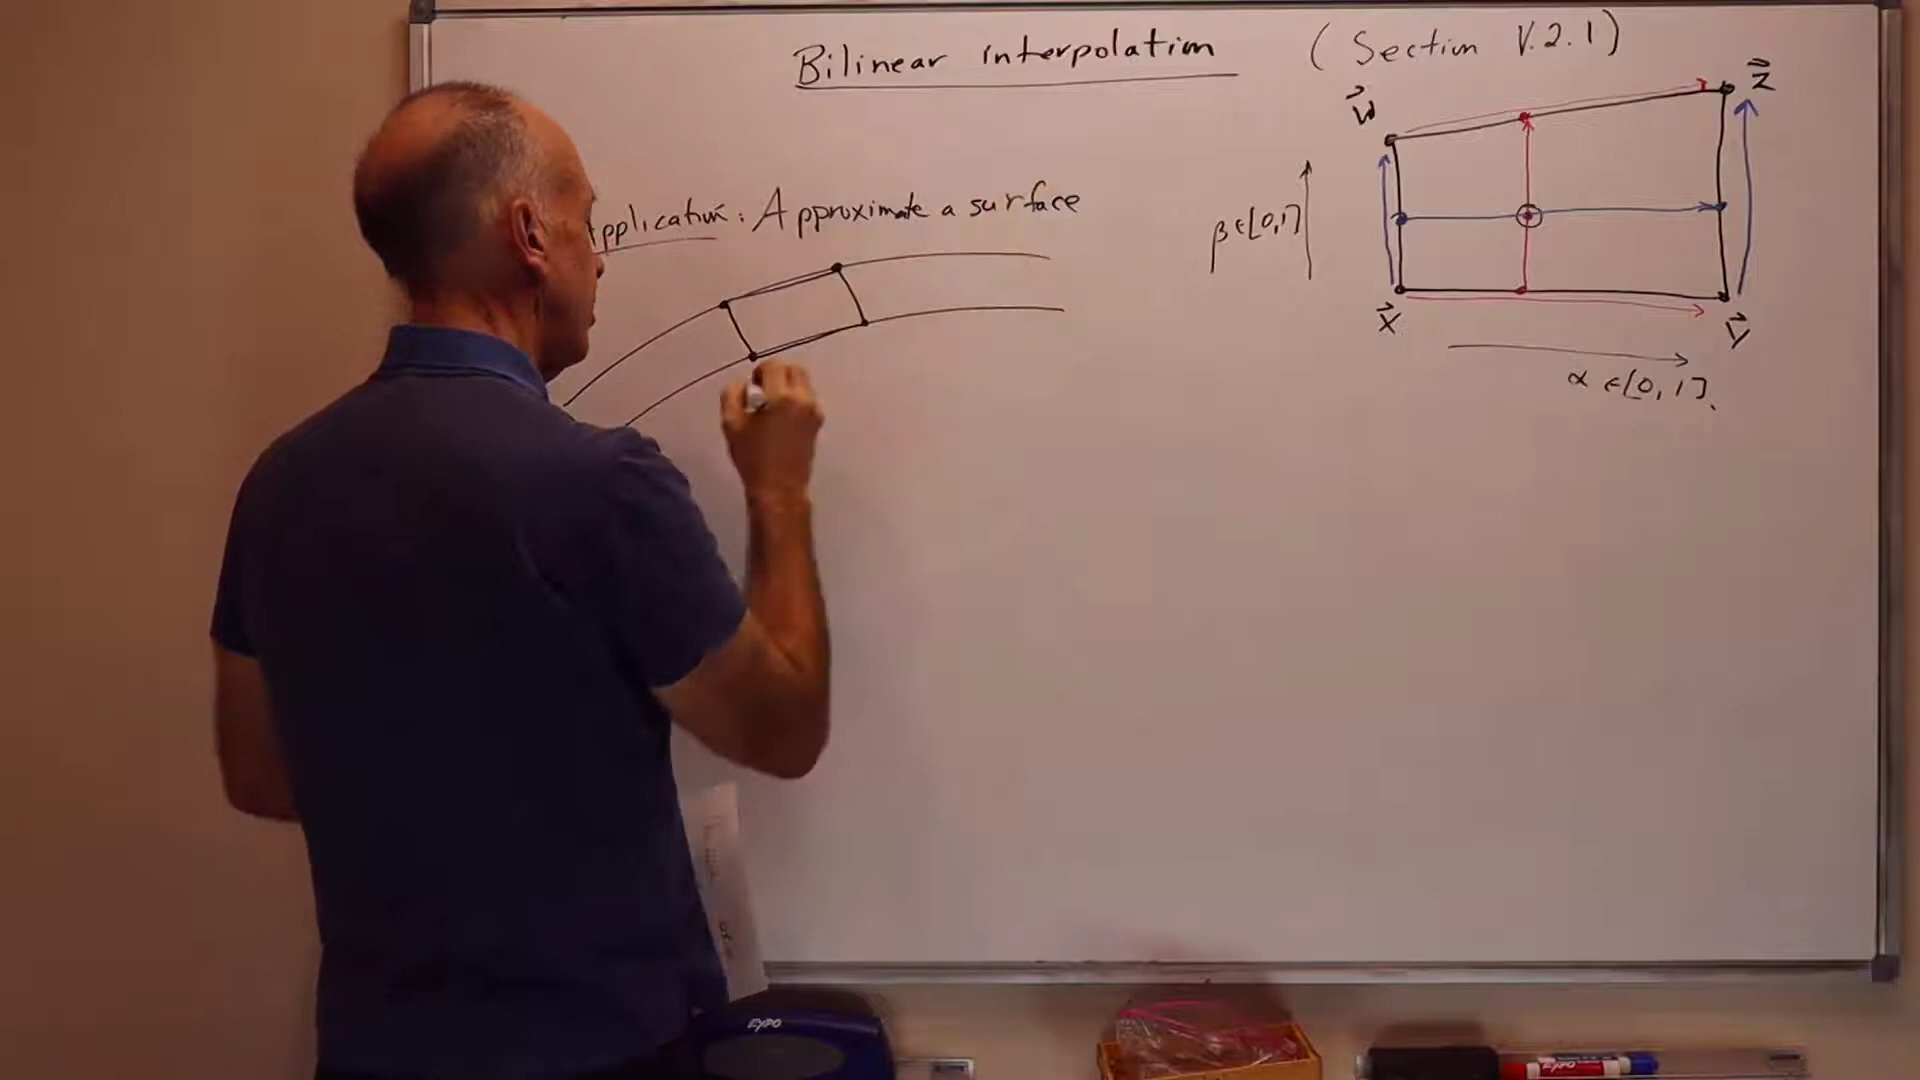 Bilinear interpolation (Section V.2.1)
pplication: Approximate a surface
w⃗ z⃗
β∈[0,1]
x⃗ y⃗
α ∈[0,1].
EXPO